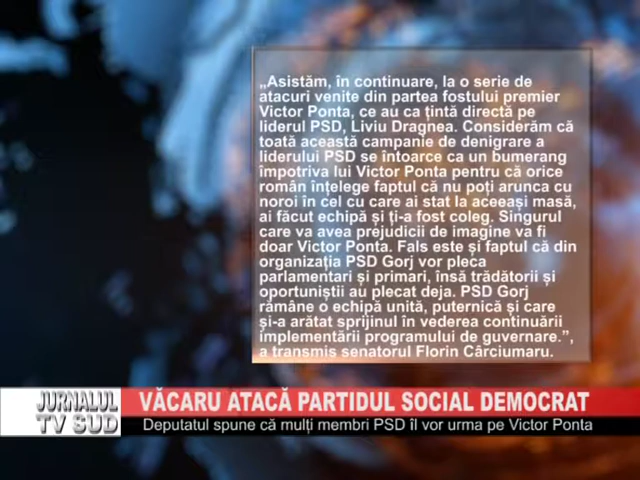 „Asistăm, în continuare, la o serie de
atacuri venite din partea fostului premier
Victor Ponta, ce au ca țintă directă pe
liderul PSD, Liviu Dragnea. Considerăm că
toată această campanie de denigrare a
liderului PSD se întoarce ca un bumerang
împotriva lui Victor Ponta pentru că orice
român înțelege faptul că nu poți arunca cu
noroi în cel cu care ai stat la aceeași masă,
ai făcut echipă și ți-a fost coleg. Singurul
care va avea prejudicii de imagine va fi
doar Victor Ponta. Fals este și faptul că din
organizația PSD Gorj vor pleca
parlamentari și primari, însă trădătorii și
oportuniștii au plecat deja. PSD Gorj
rămâne o echipă unită, puternică și care
și-a arătat sprijinul în vederea continuării
implementării programului de guvernare.”,
a transmis senatorul Florin Cârciumaru.
JURNALUL
TV SUD
VĂCARU ATACĂ PARTIDUL SOCIAL DEMOCRAT
Deputatul spune că mulți membri PSD îl vor urma pe Victor Ponta